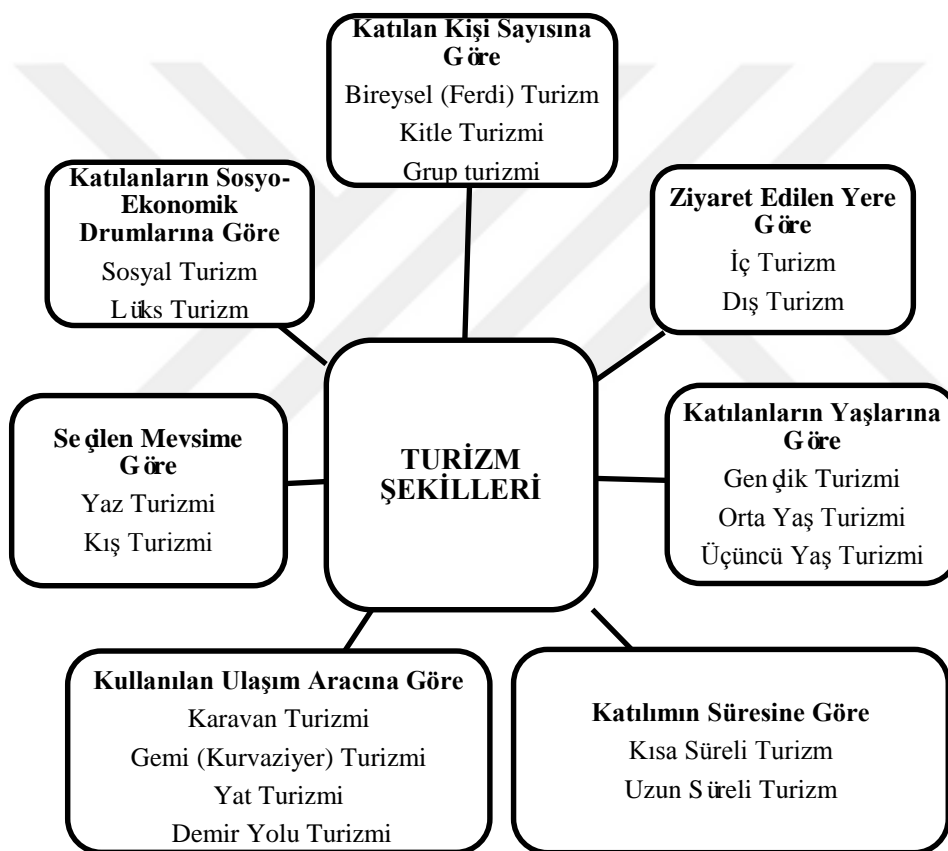 Katılan Kişi Sayısına
Göre
Bireysel (Ferdi) Turizm
Kitle Turizmi
Grup turizmi
Katılanların Sosyo-
Ekonomik
Drumlarına Göre
Sosyal Turizm
Lüks Turizm
Ziyaret Edilen Yere
Göre
İç Turizm
Dış Turizm
Seçilen Mevsime
Göre
Yaz Turizmi
Kış Turizmi
TURİZM
ŞEKİLLERİ
Katılanların Yaşlarına
Göre
Gençlik Turizmi
Orta Yaş Turizmi
Üçüncü Yaş Turizmi
Kullanılan Ulaşım Aracına Göre
Karavan Turizmi
Gemi (Kurvaziyer) Turizmi
Yat Turizmi
Demir Yolu Turizmi
Katılımın Süresine Göre
Kısa Süreli Turizm
Uzun Süreli Turizm